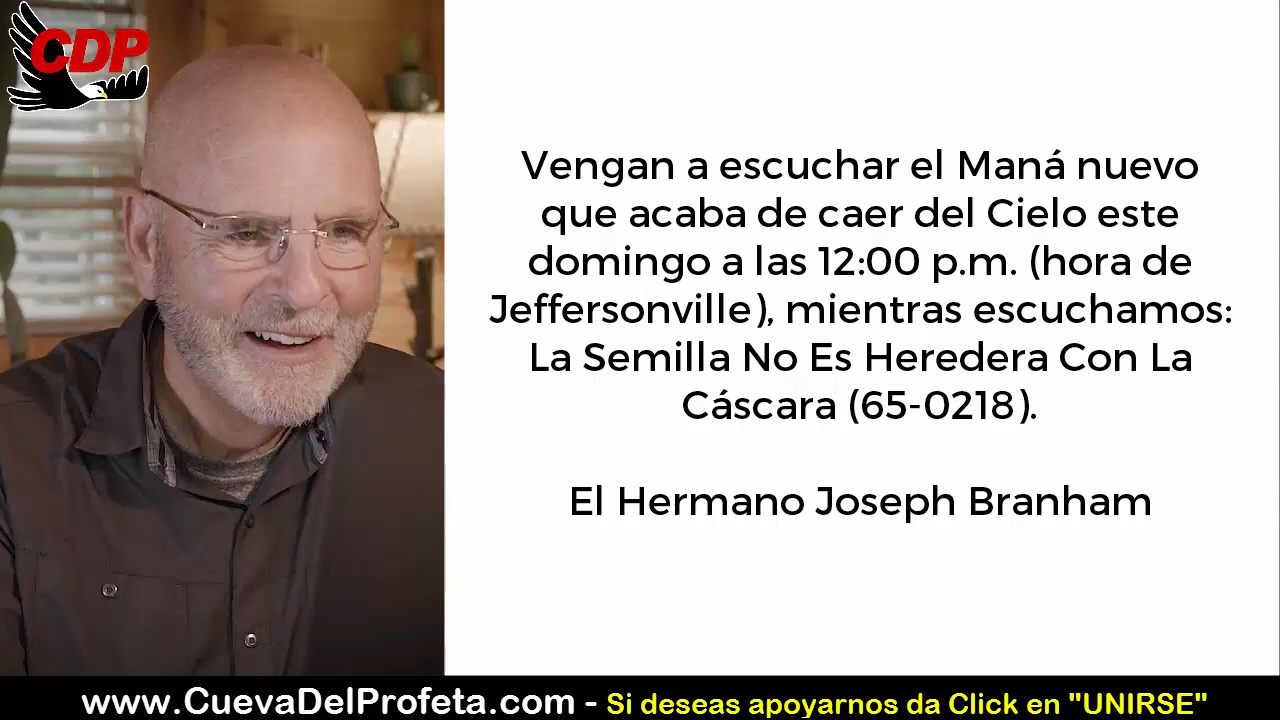 CDP
Vengan a escuchar el Maná nuevo
que acaba de caer del Cielo este
domingo a las 12:00 p.m. (hora de
Jeffersonville), mientras escuchamos:
La Semilla No Es Heredera Con La
Cáscara (65-0218).
El Hermano Joseph Branham
www.CuevaDelProfeta.com - Si deseas apoyarnos da Click en "UNIRSE"